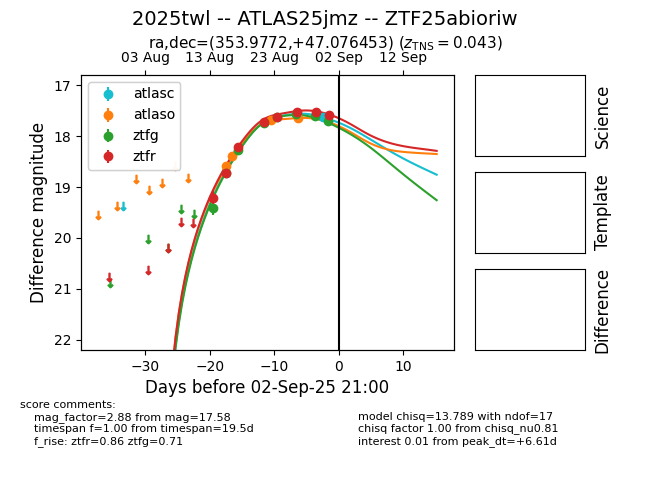 2025twl -- ATLAS25jmz -- ZTF25abioriw
ra,dec=(353.9772,+47.076453) (z_TNS = 0.043)
03 Aug 13 Aug 23 Aug 02 Sep 12 Sep
17
18
19
20
21
22
Difference magnitude
atlasc
atlaso
ztfg
ztfr
−30 −20 −10 0 10
Days before 02-Sep-25 21:00
Science
Template
Difference
score comments:
mag_factor=2.88 from mag=17.58
timespan f=1.00 from timespan=19.5d
f_rise: ztfr=0.86 ztfg=0.71
model chisq=13.789 with ndof=17
chisq factor 1.00 from chisq_nu0.81
interest 0.01 from peak_dt=+6.61d